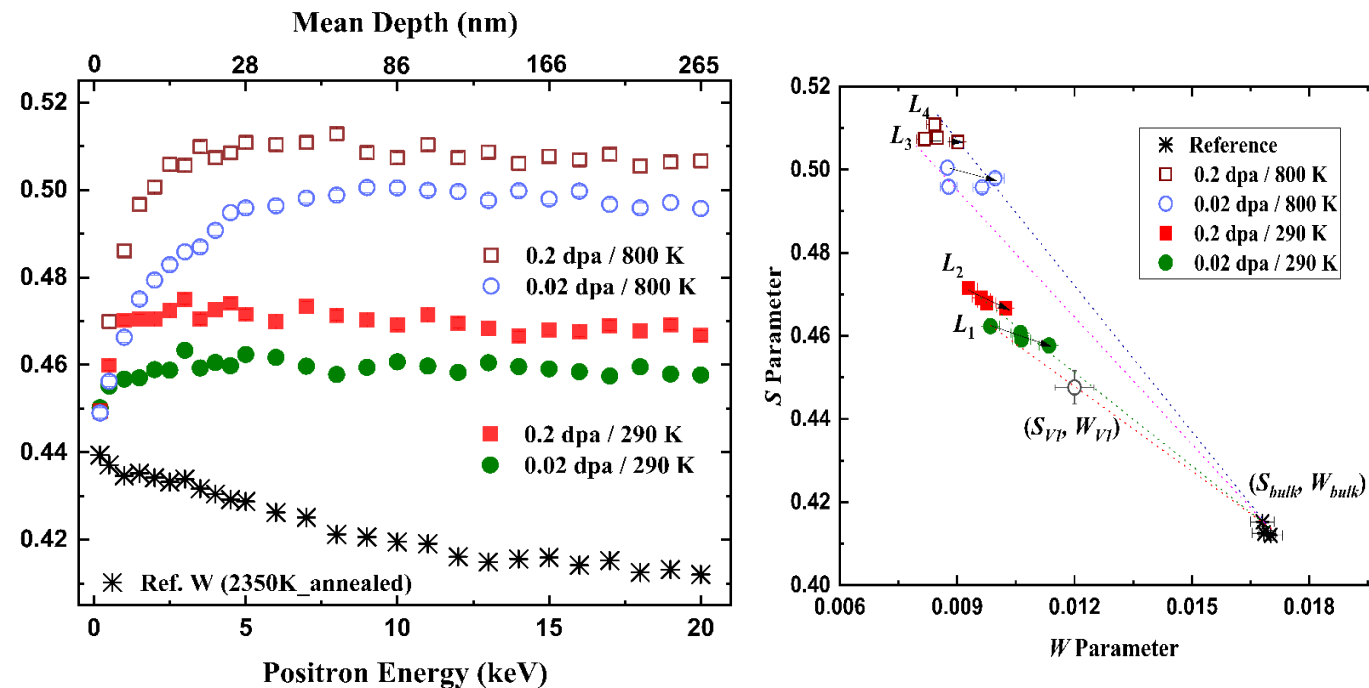 Mean Depth (nm)
0 28 86 166 265
0.52
0.50
0.48
0.46
0.44
0.42
0.2 dpa / 800 K
0.02 dpa / 800 K
0.2 dpa / 290 K
0.02 dpa / 290 K
Ref. W (2350K_annealed)
0 5 10 15 20
Positron Energy (keV)
S Parameter
0.52
0.50
0.48
0.46
0.44
0.42
0.40
L4
L3
L2
L1
Reference
0.2 dpa / 800 K
0.02 dpa / 800 K
0.2 dpa / 290 K
0.02 dpa / 290 K
(SV1, WV1)
(Sbulk, Wbulk)
0.006 0.009 0.012 0.015 0.018
W Parameter